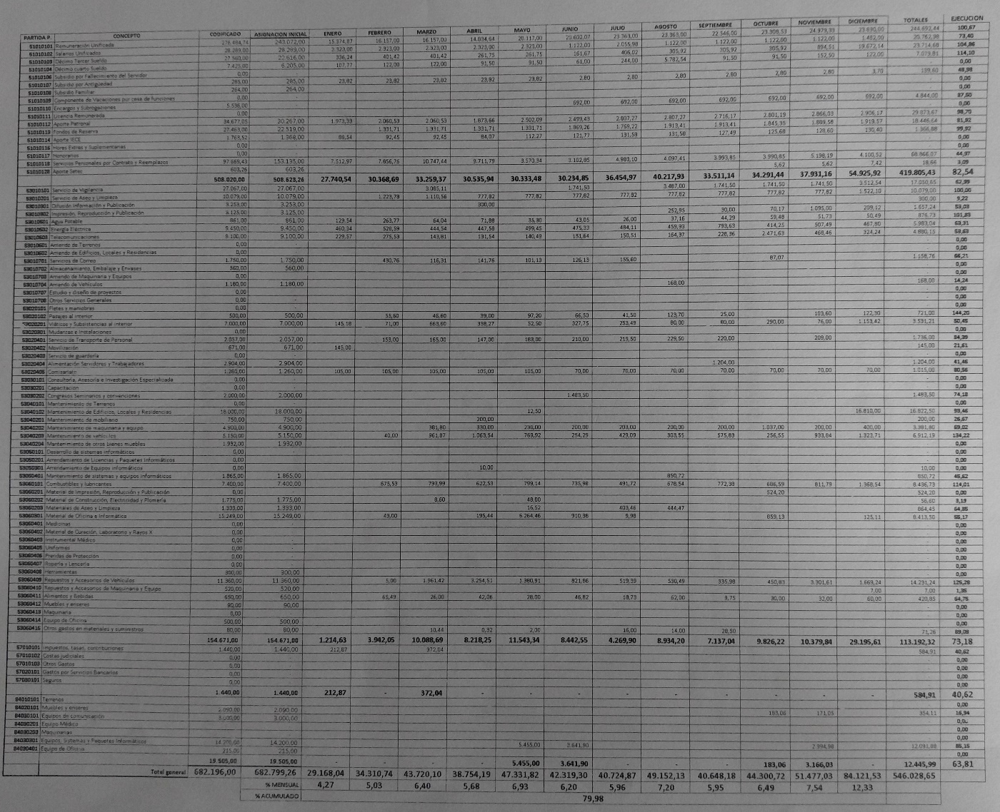 PARTIDA P. CONCEPTO CODIFICADO ASIGNACION INICIAL ENERO FEBRERO MARZO ABRIL MAYO JUNIO JULIO AGOSTO SEPTIEMBRE OCTUBRE NOVIEMBRE DICIEMBRE TOTALES EJECUCION
51010101 Remuneración Unificada 243.072,00 16.157,00 16.157,00 14.834,64 20.117,00 20.602,07 23.363,00 23.363,00 22.546,00 23.308,53 24.979,33 244.692,44 100,67
51010102 Salarios Unificados 28.289,00 2.323,00 2.323,00 2.323,00 2.323,00 2.323,00 1.122,00 2.055,98 1.122,00 1.122,00 1.122,00 1.122,00 1.482,00 20.762,98 73,40
51010103 Décimo Tercer Sueldo 22.616,00 336,24 401,42 401,42 261,75 261,75 161,67 406,02 305,92 305,92 305,92 894,51 19.672,14 23.714,68 104,86
51010104 Décimo cuarto Sueldo 7.425,00 6.205,00 107,77 122,00 122,00 91,50 91,50 61,00 244,00 5.782,54 91,50 91,50 152,50 122,00 7.079,81 114,10
51010106 Subsidio por Fallecimiento del Servidor 0,00 0,00
51010107 Subsidio por Antigüedad 285,00 285,00 23,82 23,82 23,82 23,82 23,82 2,80 2,80 2,80 2,80 2,80 2,80 3,70 139,60 48,98
51010108 Subsidio Familiar 264,00 264,00 0,00
51010109 Componente de Vacaciones por cese de funciones 0,00 0,00
51010110 Encargos y Subrogaciones 5.536,00 692,00 692,00 692,00 692,00 692,00 692,00 692,00 4.844,00 87,50
51010111 Licencia Remunerada 0,00 0,00
51010112 Aporte Patronal 34.677,05 30.267,00 1.973,33 2.060,53 2.060,53 1.873,66 2.502,09 2.499,43 2.807,27 2.807,27 2.716,17 2.801,19 2.866,03 2.906,17 29.873,67 98,70
51010113 Fondos de Reserva 27.463,00 22.519,00 1.331,71 1.331,71 1.331,71 1.331,71 1.869,26 1.769,22 1.913,41 1.913,41 1.845,35 1.889,58 1.919,57 18.446,64 81,92
51010114 Aporte IECE 1.763,52 1.368,00 89,54 92,45 92,45 84,07 112,27 121,77 131,58 131,58 127,49 125,68 128,60 130,40 1.366,88 99,92
51010116 Horas Extras y Suplementarias 0,00 0,00
51010117 Honorarios 0,00 0,00
51010118 Servicios Personales por Contrato y Reemplazos 97.669,43 153.135,00 7.512,97 7.856,76 10.747,44 9.711,79 3.570,34 3.102,85 4.983,10 4.097,41 3.993,85 3.990,85 5.198,19 4.100,52 68.866,07 44,97
51010128 Aporte Setec 603,26 603,26 5,62 5,62 7,42 18,66 3,09
508.020,00 508.623,26 27.740,54 30.368,69 33.259,37 30.535,94 30.333,48 30.234,85 36.454,97 40.217,93 33.511,14 34.291,44 37.931,16 54.925,92 419.805,43 82,54
53010101 Servicio de Vigilancia 27.067,00 27.067,00 3.085,11 1.741,50 3.487,00 1.741,50 1.741,50 1.741,50 3.512,54 17.050,65 62,99
53010201 Servicio de Aseo y Limpieza 10.079,00 10.079,00 1.223,78 1.110,56 777,82 777,82 777,82 777,82 777,82 777,82 777,82 777,82 1.522,10 10.079,00 100,00
53010301 Difusión Información y Publicación 3.253,00 3.253,00 300,00 300,00 9,22
53010302 Impresión, Reproducción y Publicación 3.125,00 3.125,00 252,95 30,00 70,17 1.095,00 209,12 1.657,24 53,03
53010501 Agua Potable 861,00 861,00 129,54 263,77 64,04 71,88 35,30 43,05 26,00 37,16 44,29 59,48 51,73 50,49 876,73 101,83
53010502 Energía Eléctrica 9.450,00 9.450,00 460,34 528,59 444,54 447,58 499,45 475,33 484,11 459,93 793,63 414,25 507,49 467,80 5.983,04 63,31
53010503 Telecomunicaciones 9.100,00 9.100,00 229,57 275,53 143,81 131,54 140,49 151,64 150,51 164,37 228,36 2.471,63 468,46 324,24 4.880,15 53,63
53010601 Arriendo de Terrenos 0,00 0,00
53010602 Arriendo de Edificios, Locales y Residencias 0,00 0,00
53010701 Servicios de Correo 1.750,00 1.750,00 430,76 116,31 141,76 101,13 126,13 155,60 87,07 1.158,76 66,21
53010702 Almacenamiento, Embalaje y Envases 560,00 560,00 0,00
53010703 Arriendo de Maquinaria y Equipos 0,00 0,00
53010704 Arriendo de Vehículos 1.180,00 1.180,00 168,00 168,00 14,24
53010707 Estudio y diseño de proyectos 0,00 0,00
53010708 Otros Servicios Generales 0,00 0,00
53020101 Fletes y maniobras 0,00 0,00
53020102 Pasajes al interior 500,00 500,00 55,60 46,60 39,00 97,20 66,50 41,50 123,70 25,00 103,60 122,30 721,00 144,20
53020201 Viáticos y Subsistencias al interior 7.000,00 7.000,00 145,18 71,00 663,60 338,27 52,50 327,75 253,49 80,00 80,00 290,00 76,00 1.153,42 3.531,21 50,45
53020301 Mudanzas e Instalaciones 0,00 0,00
53020401 Servicio de Transporte de Personal 2.057,00 2.057,00 153,00 165,00 147,00 183,00 210,00 219,50 229,50 220,00 209,00 1.736,00 84,39
53020402 Movilización 671,00 671,00 145,00 145,00 21,61
53020403 Servicio de guardería 0,00 0,00
53020404 Alimentación Servidores y Trabajadores 2.904,00 2.904,00 1.204,00 1.204,00 41,46
53020405 Comisariato 1.260,00 1.260,00 105,00 105,00 105,00 105,00 105,00 70,00 70,00 70,00 70,00 70,00 70,00 70,00 1.015,00 80,56
53030101 Consultoría, Acesoria e Investigación Especializada 0,00 0,00
53030201 Capacitacion 0,00 0,00
53030202 Congresos Seminarios y convenciones 2.000,00 2.000,00 1.483,50 1.483,50 74,18
53040101 Mantenimiento de Terrenos 0,00 0,00
53040102 Mantenimiento de Edificios, Locales y Residencias 18.000,00 18.000,00 12,50 16.810,00 16.822,50 93,46
53040201 Mantenimiento de mobiliario 750,00 750,00 200,00 200,00 26,67
53040202 Mantenimiento de maquinaria y equipo 4.900,00 4.900,00 381,80 330,00 230,00 200,00 203,00 200,00 200,00 1.037,00 200,00 400,00 3.381,80 69,02
53040203 Mantenimiento de vehículos 5.150,00 5.150,00 40,00 961,87 1.063,54 769,92 254,29 429,09 303,55 575,83 256,55 933,84 1.323,71 6.912,19 134,22
53040204 Mantenimiento de otros bienes muebles 1.932,00 1.932,00 0,00
53050101 Desarrollo de sistemas informáticos 0,00 0,00
53050201 Arrendamiento de Licencias y Paquetes Informáticos 0,00 0,00
53050301 Arrendamiento de Equipos Informáticos 0,00 10,00 10,00 0,00
53050401 Mantenimiento de sistemas y equipos informáticos 1.865,00 1.865,00 850,72 850,72 45,62
53060101 Combustibles y lubricantes 7.400,00 7.400,00 675,53 793,99 622,53 799,14 735,98 491,72 678,54 772,38 686,59 811,79 1.368,54 8.436,73 114,01
53060201 Material de Impresión, Reproducción y Publicación 0,00 524,20 524,20 0,00
53060202 Material de Construcción, Electricidad y Plomería 1.775,00 1.775,00 8,60 48,00 56,60 3,19
53060203 Materiales de Aseo y Limpieza 1.333,00 1.333,00 16,52 403,46 444,47 864,45 64,85
53060301 Material de Oficina e Informática 15.249,00 15.249,00 43,00 195,44 6.264,46 910,38 9,98 859,13 125,11 8.413,50 55,17
53060401 Medicinas 0,00 0,00
53060402 Material de Curación, Laboratorio y Rayos X 0,00 0,00
53060403 Instrumental Médico 0,00 0,00
53060405 Uniformes 0,00 0,00
53060406 Prendas de Protección 0,00 0,00
53060407 Ropería y Lencería 0,00 0,00
53060408 Herramientas 300,00 300,00 0,00
53060409 Repuestos y Accesorios de Vehículos 11.360,00 11.360,00 5,00 1.961,42 3.254,51 1.380,91 821,66 519,39 530,49 335,98 450,83 3.301,61 1.669,24 14.231,24 125,28
53060410 Repuestos y Accesorios de Maquinaria y Equipo 520,00 520,00 7,00 7,00 1,35
53060411 Alimentos y Bebidas 650,00 650,00 65,49 26,00 42,06 28,00 46,82 18,73 62,00 9,75 30,00 32,00 60,00 420,85 64,75
53060412 Muebles y enseres 90,00 90,00 0,00
53060413 Maquinaria 0,00 0,00
53060414 Equipo de Oficina 500,00 500,00 0,00
53060415 Otros gastos en materiales y suministros 80,00 80,00 10,44 0,32 2,00 16,00 14,00 28,50 71,26 89,08
154.671,00 154.671,00 1.214,63 3.942,05 10.088,69 8.218,25 11.543,34 8.442,55 4.269,90 8.934,20 7.137,04 9.826,22 10.379,84 29.195,61 113.192,32 73,18
57010101 Impuestos, tasas, contribuciones 1.440,00 1.440,00 212,87 372,04 584,91 40,62
57010102 Costas judiciales 0,00 0,00
57010103 Otros Gastos 0,00 0,00
57020101 Gastos por Servicios Bancarios 0,00 0,00
57030101 Seguros 0,00 0,00
1.440,00 1.440,00 212,87 - 372,04 - - - - - - - - - 584,91 40,62
84010101 Terrenos 0,00
84020101 Muebles y enseres 2.090,00 2.090,00 183,06 171,05 354,11 16,94
84030101 Equipos de comunicación 3.000,00 3.000,00
84030201 Equipo Médico 0,00
84030203 Maquinarias 0,00
84030301 Equipos, Sistemas y Paquetes Informáticos 14.200,00 14.200,00 5.455,00 3.641,90 2.994,98 12.091,88 85,15
84030401 Equipo de Oficina 215,00 215,00 0,00
19.505,00 19.505,00 - - - - 5.455,00 3.641,90 - - - 183,06 3.166,03 - 12.445,99 63,81
Total general 682.196,00 682.799,26 29.168,04 34.310,74 43.720,10 38.754,19 47.331,82 42.319,30 40.724,87 49.152,13 40.648,18 44.300,72 51.477,03 84.121,53 546.028,65
% MENSUAL 4,27 5,03 6,40 5,68 6,93 6,20 5,96 7,20 5,95 6,49 7,54 12,33
% ACUMULADO 79,98